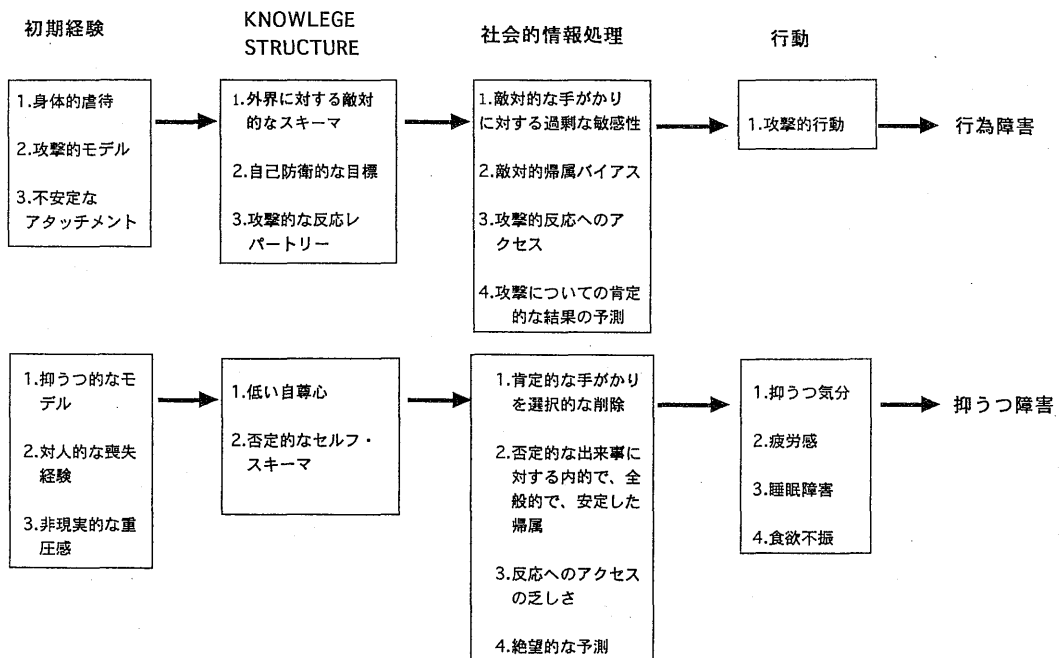 初期経験
KNOWLEGE
STRUCTURE
社会的情報処理
行動
1.身体的虐待
2.攻撃的モデル
3.不安定な
アタッチメント
1.外界に対する敵対
的なスキーマ
2.自己防衛的な目標
3.攻撃的な反応レ
パートリー
1.敵対的な手がかり
に対する過剰な敏感性
2.敵対的帰属バイアス
3.攻撃的反応へのア
クセス
4.攻撃についての肯定
的な結果の予測
1.攻撃的行動
行為障害
1.抑うつ的なモ
デル
2.対人的な喪失
経験
3.非現実的な重
圧感
1.低い自尊心
2.否定的なセルフ・
スキーマ
1.肯定的な手がかり
を選択的な削除
2.否定的な出来事に
対する内的で、全
般的で、安定した
帰属
3.反応へのアクセス
の乏しさ
4.絶望的な予測
1.抑うつ気分
2.疲労感
3.睡眠障害
4.食欲不振
抑うつ障害